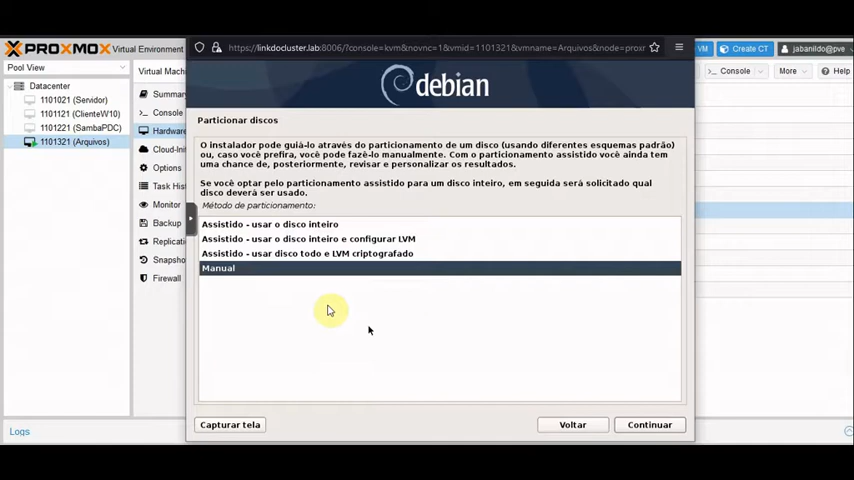 PROXMOX Virtual Environment
https://linkdocluster.lab:8006/?console=kvm&novnc=1&vmid=1101321&vmname=Arquivos&node=proxr
VM
Create CT
jabanildo@pve
Pool View
Virtual Machi
Console
More
Help
Datacenter
1101021 (Servidor)
1101121 (ClienteW10)
1101221 (SambaPDC)
1101321 (Arquivos)
Summary
Console
Hardware
Cloud-Init
Options
Task Hist
Monitor
Backup
Replicati
Snapsho
Firewall
debian
Particionar discos
O instalador pode guiá-lo através do particionamento de um disco (usando diferentes esquemas padrão)
ou, caso você prefira, você pode fazê-lo manualmente. Com o particionamento assistido você ainda tem
uma chance de, posteriormente, revisar e personalizar os resultados.
Se você optar pelo particionamento assistido para um disco inteiro, em seguida será solicitado qual
disco deverá ser usado.
Método de particionamento:
Assistido - usar o disco inteiro
Assistido - usar o disco inteiro e configurar LVM
Assistido - usar disco todo e LVM criptografado
Manual
Capturar tela
Voltar
Continuar
Logs